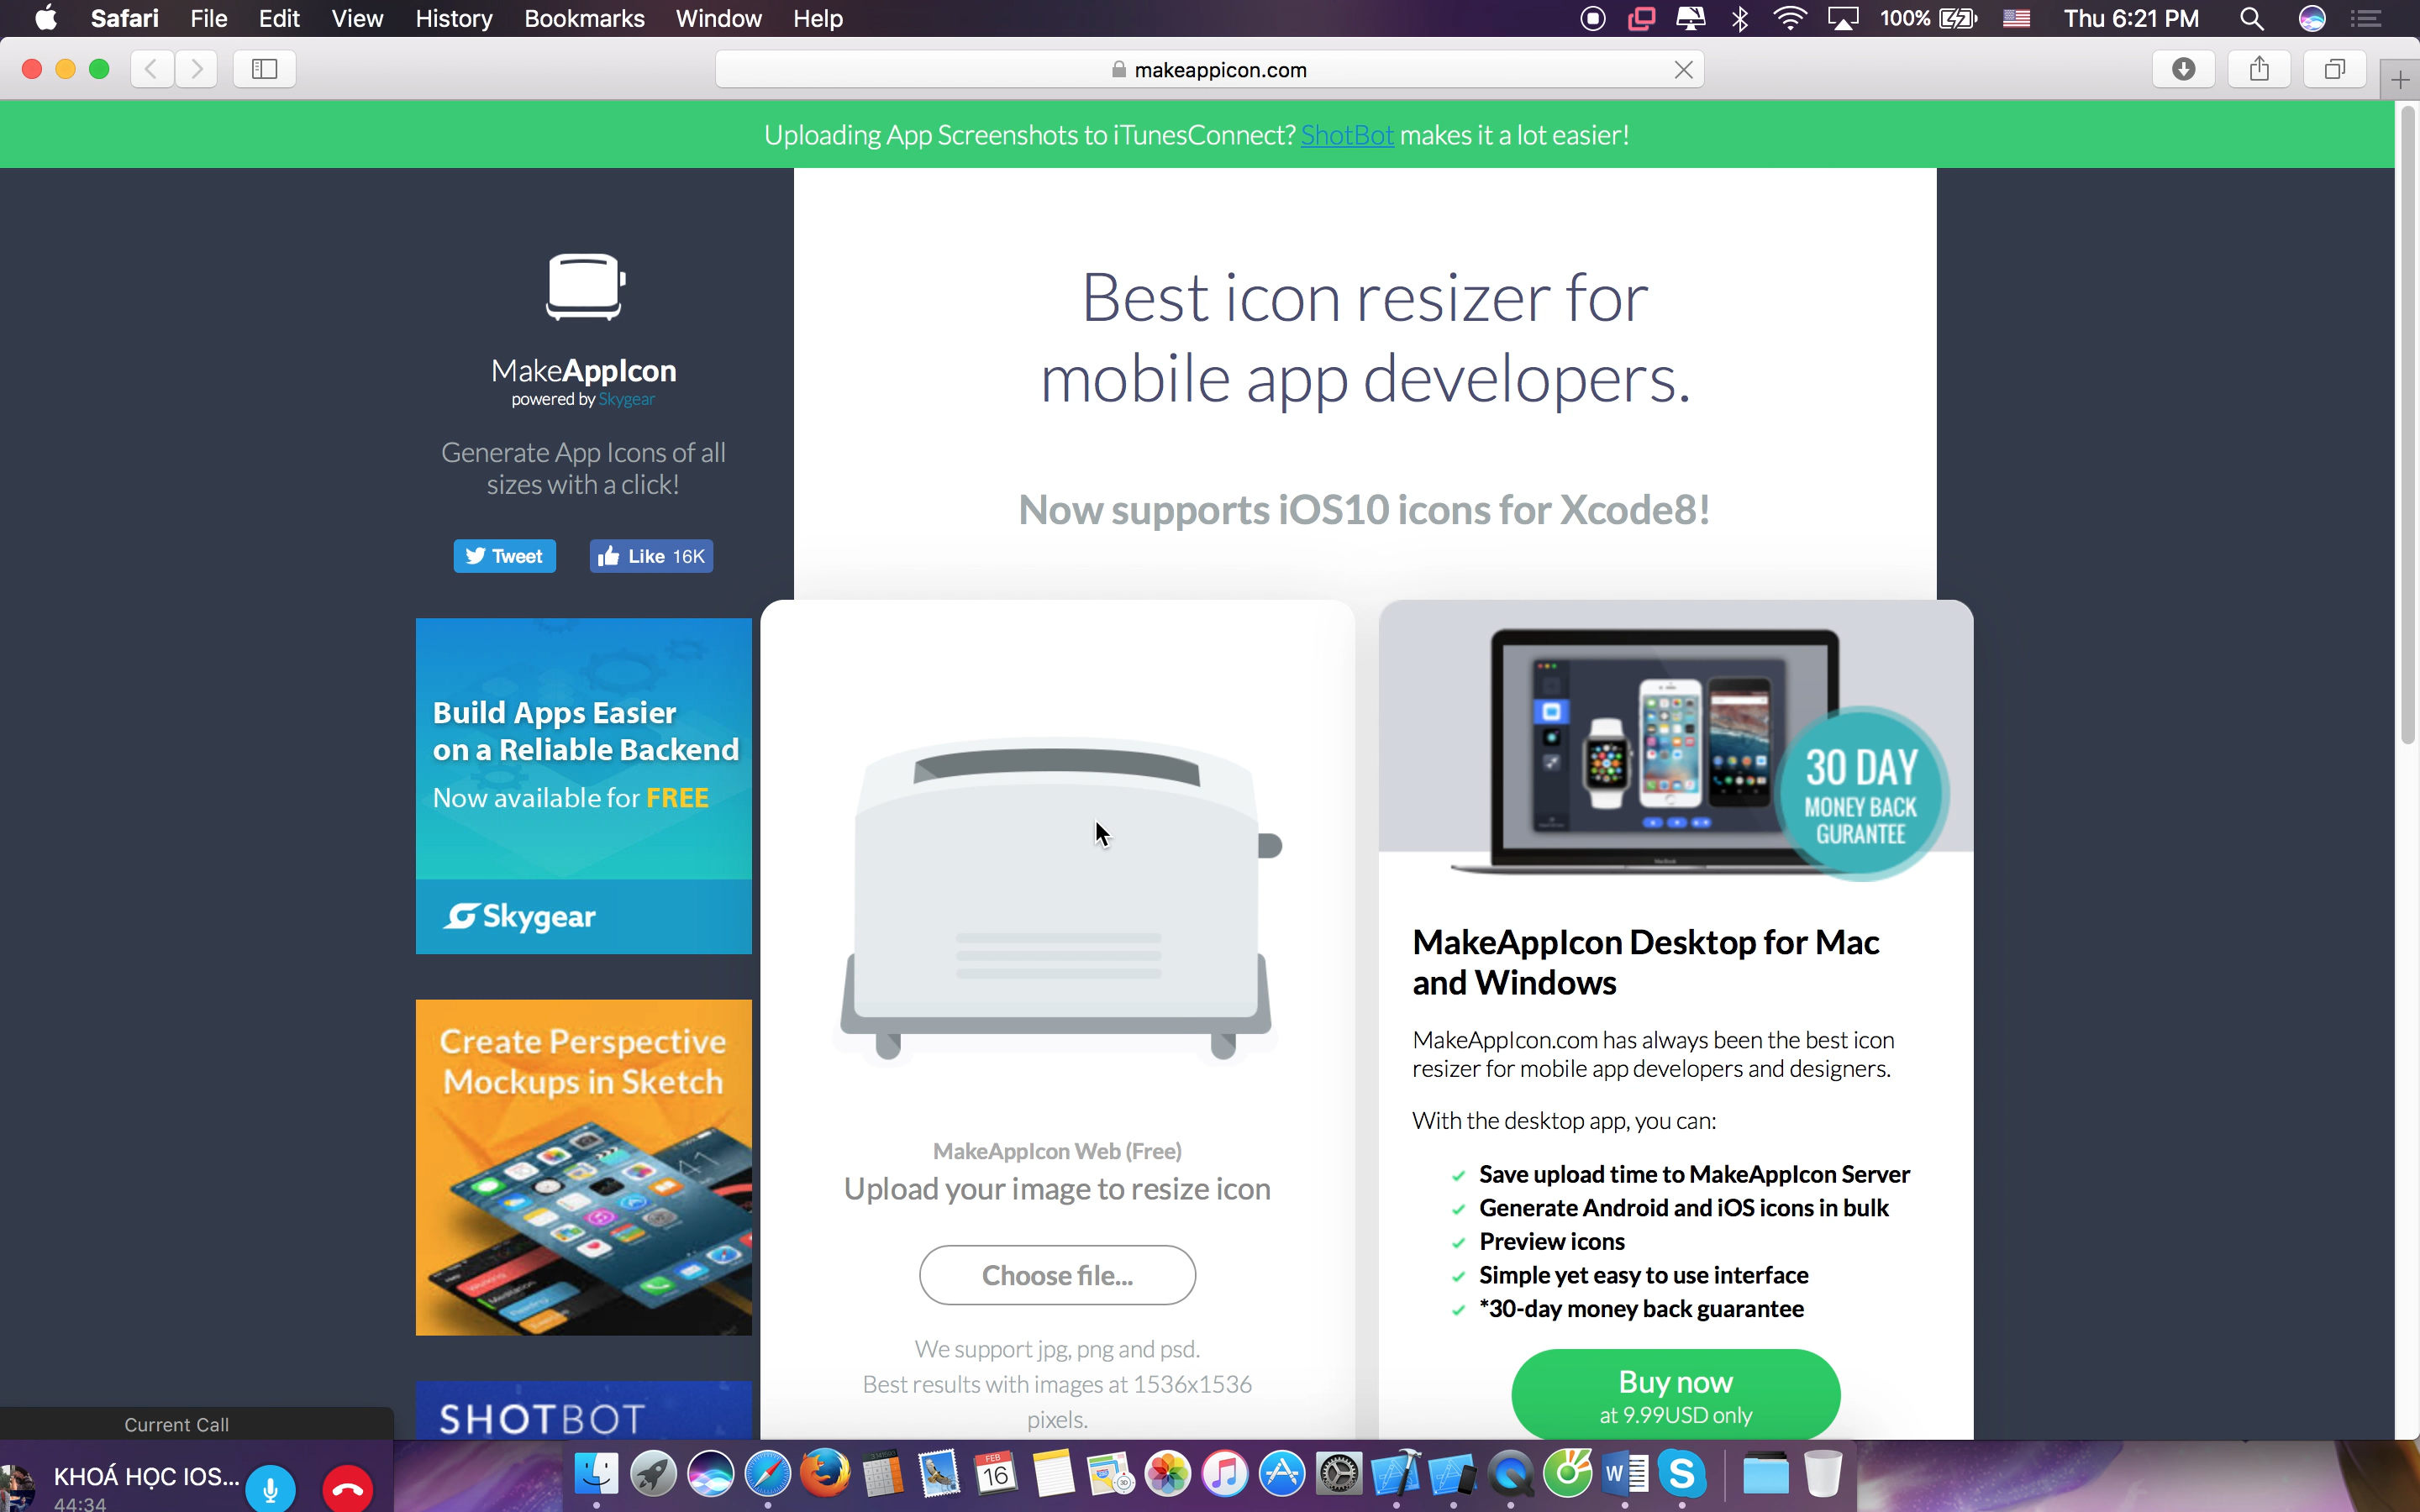 Safari File Edit View History Bookmarks Window Help
100% Thu 6:21 PM
makeappicon.com
Uploading App Screenshots to iTunesConnect? ShotBot makes it a lot easier!
MakeAppIcon
powered by Skygear
Generate App Icons of all
sizes with a click!
Tweet
Like 16K
Build Apps Easier
on a Reliable Backend
Now available for FREE
Skygear
Create Perspective
Mockups in Sketch
SHOTBOT
Best icon resizer for
mobile app developers.
Now supports iOS10 icons for Xcode8!
MakeAppIcon Web (Free)
Upload your image to resize icon
Choose file...
We support jpg, png and psd.
Best results with images at 1536x1536
pixels.
30 DAY
MONEY BACK
GURANTEE
MakeAppIcon Desktop for Mac
and Windows
MakeAppIcon.com has always been the best icon
resizer for mobile app developers and designers.
With the desktop app, you can:
Save upload time to MakeAppIcon Server
Generate Android and iOS icons in bulk
Preview icons
Simple yet easy to use interface
*30-day money back guarantee
Buy now
at 9.99USD only
Current Call
KHOÁ HỌC IOS...
44:34
FEB
16